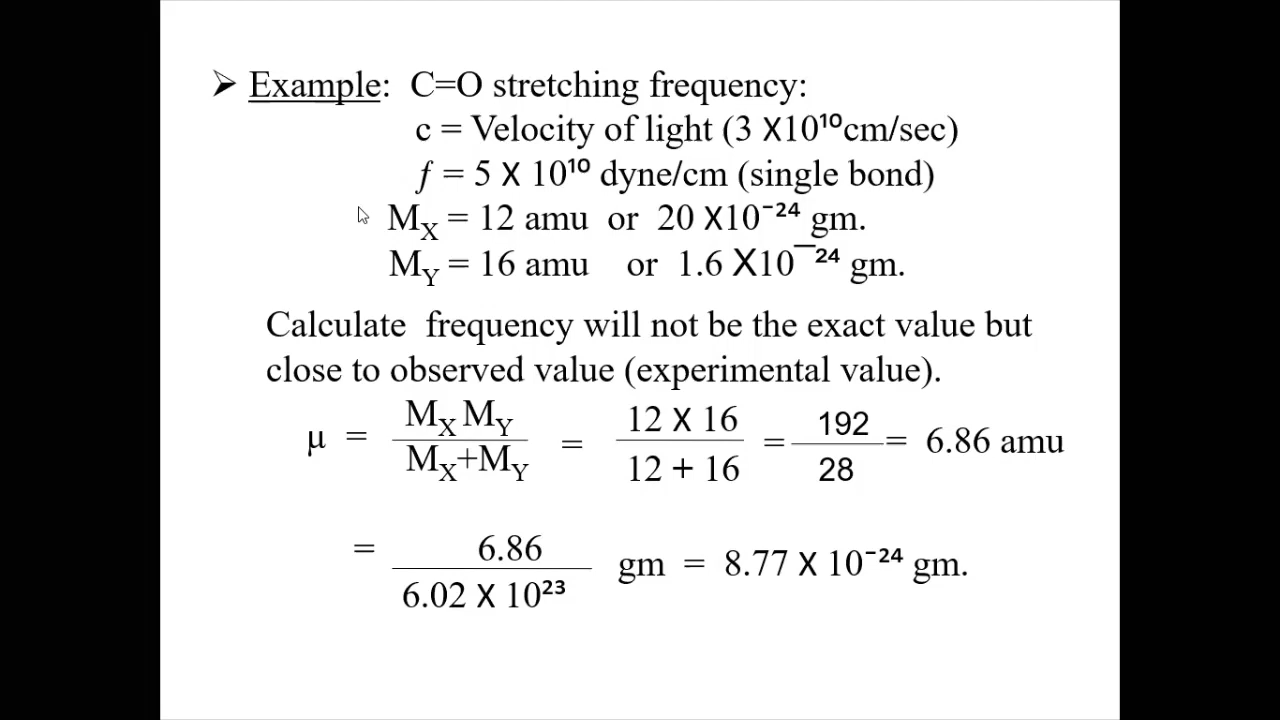 ➢ Example: C=O stretching frequency:
c = Velocity of light (3 X10¹⁰cm/sec)
f = 5 X 10¹⁰ dyne/cm (single bond)
M_X = 12 amu or 20 X10⁻²⁴ gm.
M_Y = 16 amu or 1.6 X10⁻²⁴ gm.
Calculate frequency will not be the exact value but
close to observed value (experimental value).
μ = M_X M_Y / M_X+M_Y = 12 X 16 / 12 + 16 = 192 / 28 = 6.86 amu
= 6.86 / 6.02 X 10²³ gm = 8.77 X 10⁻²⁴ gm.